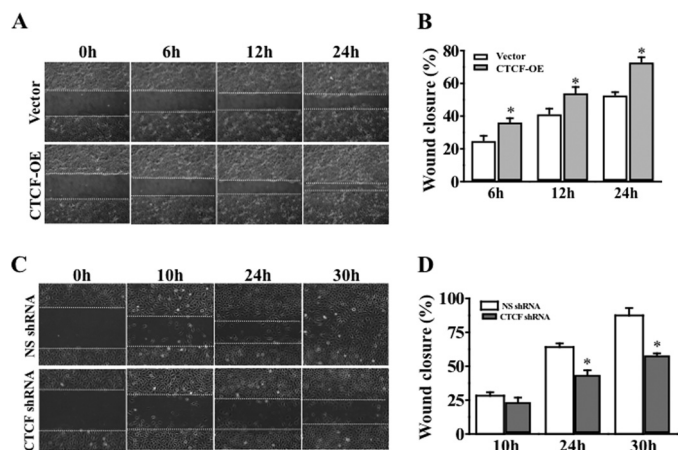 A
0h 6h 12h 24h
Vector
CTCF-OE
B
Wound closure (%)
80
60
40
20
0
Vector
CTCF-OE
* * *
6h 12h 24h
C
0h 10h 24h 30h
NS shRNA
CTCF shRNA
D
Wound closure (%)
100
75
50
25
0
NS shRNA
CTCF shRNA
* *
10h 24h 30h